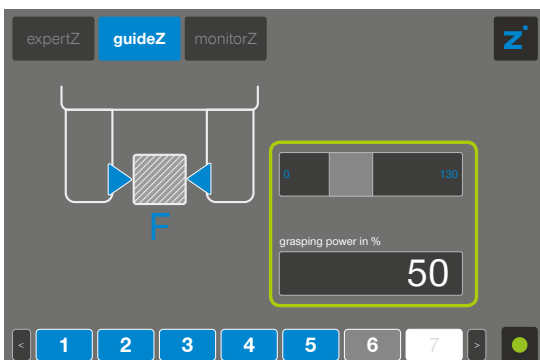 expertZ guideZ monitorZ z
F
0 130
grasping power in %
50
< 1 2 3 4 5 6 7 >